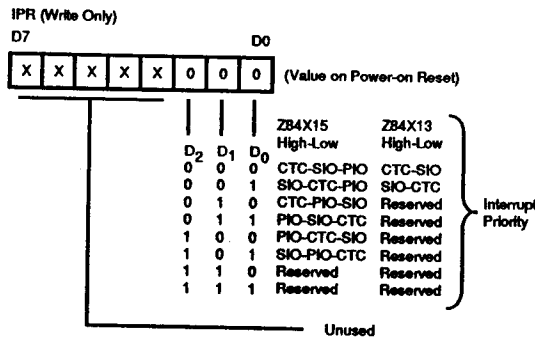 IPR (Write Only)
D7 D0
X X X X X 0 0 0 (Value on Power-on Reset)
Z84X15 Z84X13
High-Low High-Low
D2 D1 D0
0 0 0 CTC-SIO-PIO CTC-SIO
0 0 1 SIO-CTC-PIO SIO-CTC
0 1 0 CTC-PIO-SIO Reserved
0 1 1 PIO-SIO-CTC Reserved
1 0 0 PIO-CTC-SIO Reserved
1 0 1 SIO-PIO-CTC Reserved
1 1 0 Reserved Reserved
1 1 1 Reserved Reserved
Interrupt
Priority
Unused